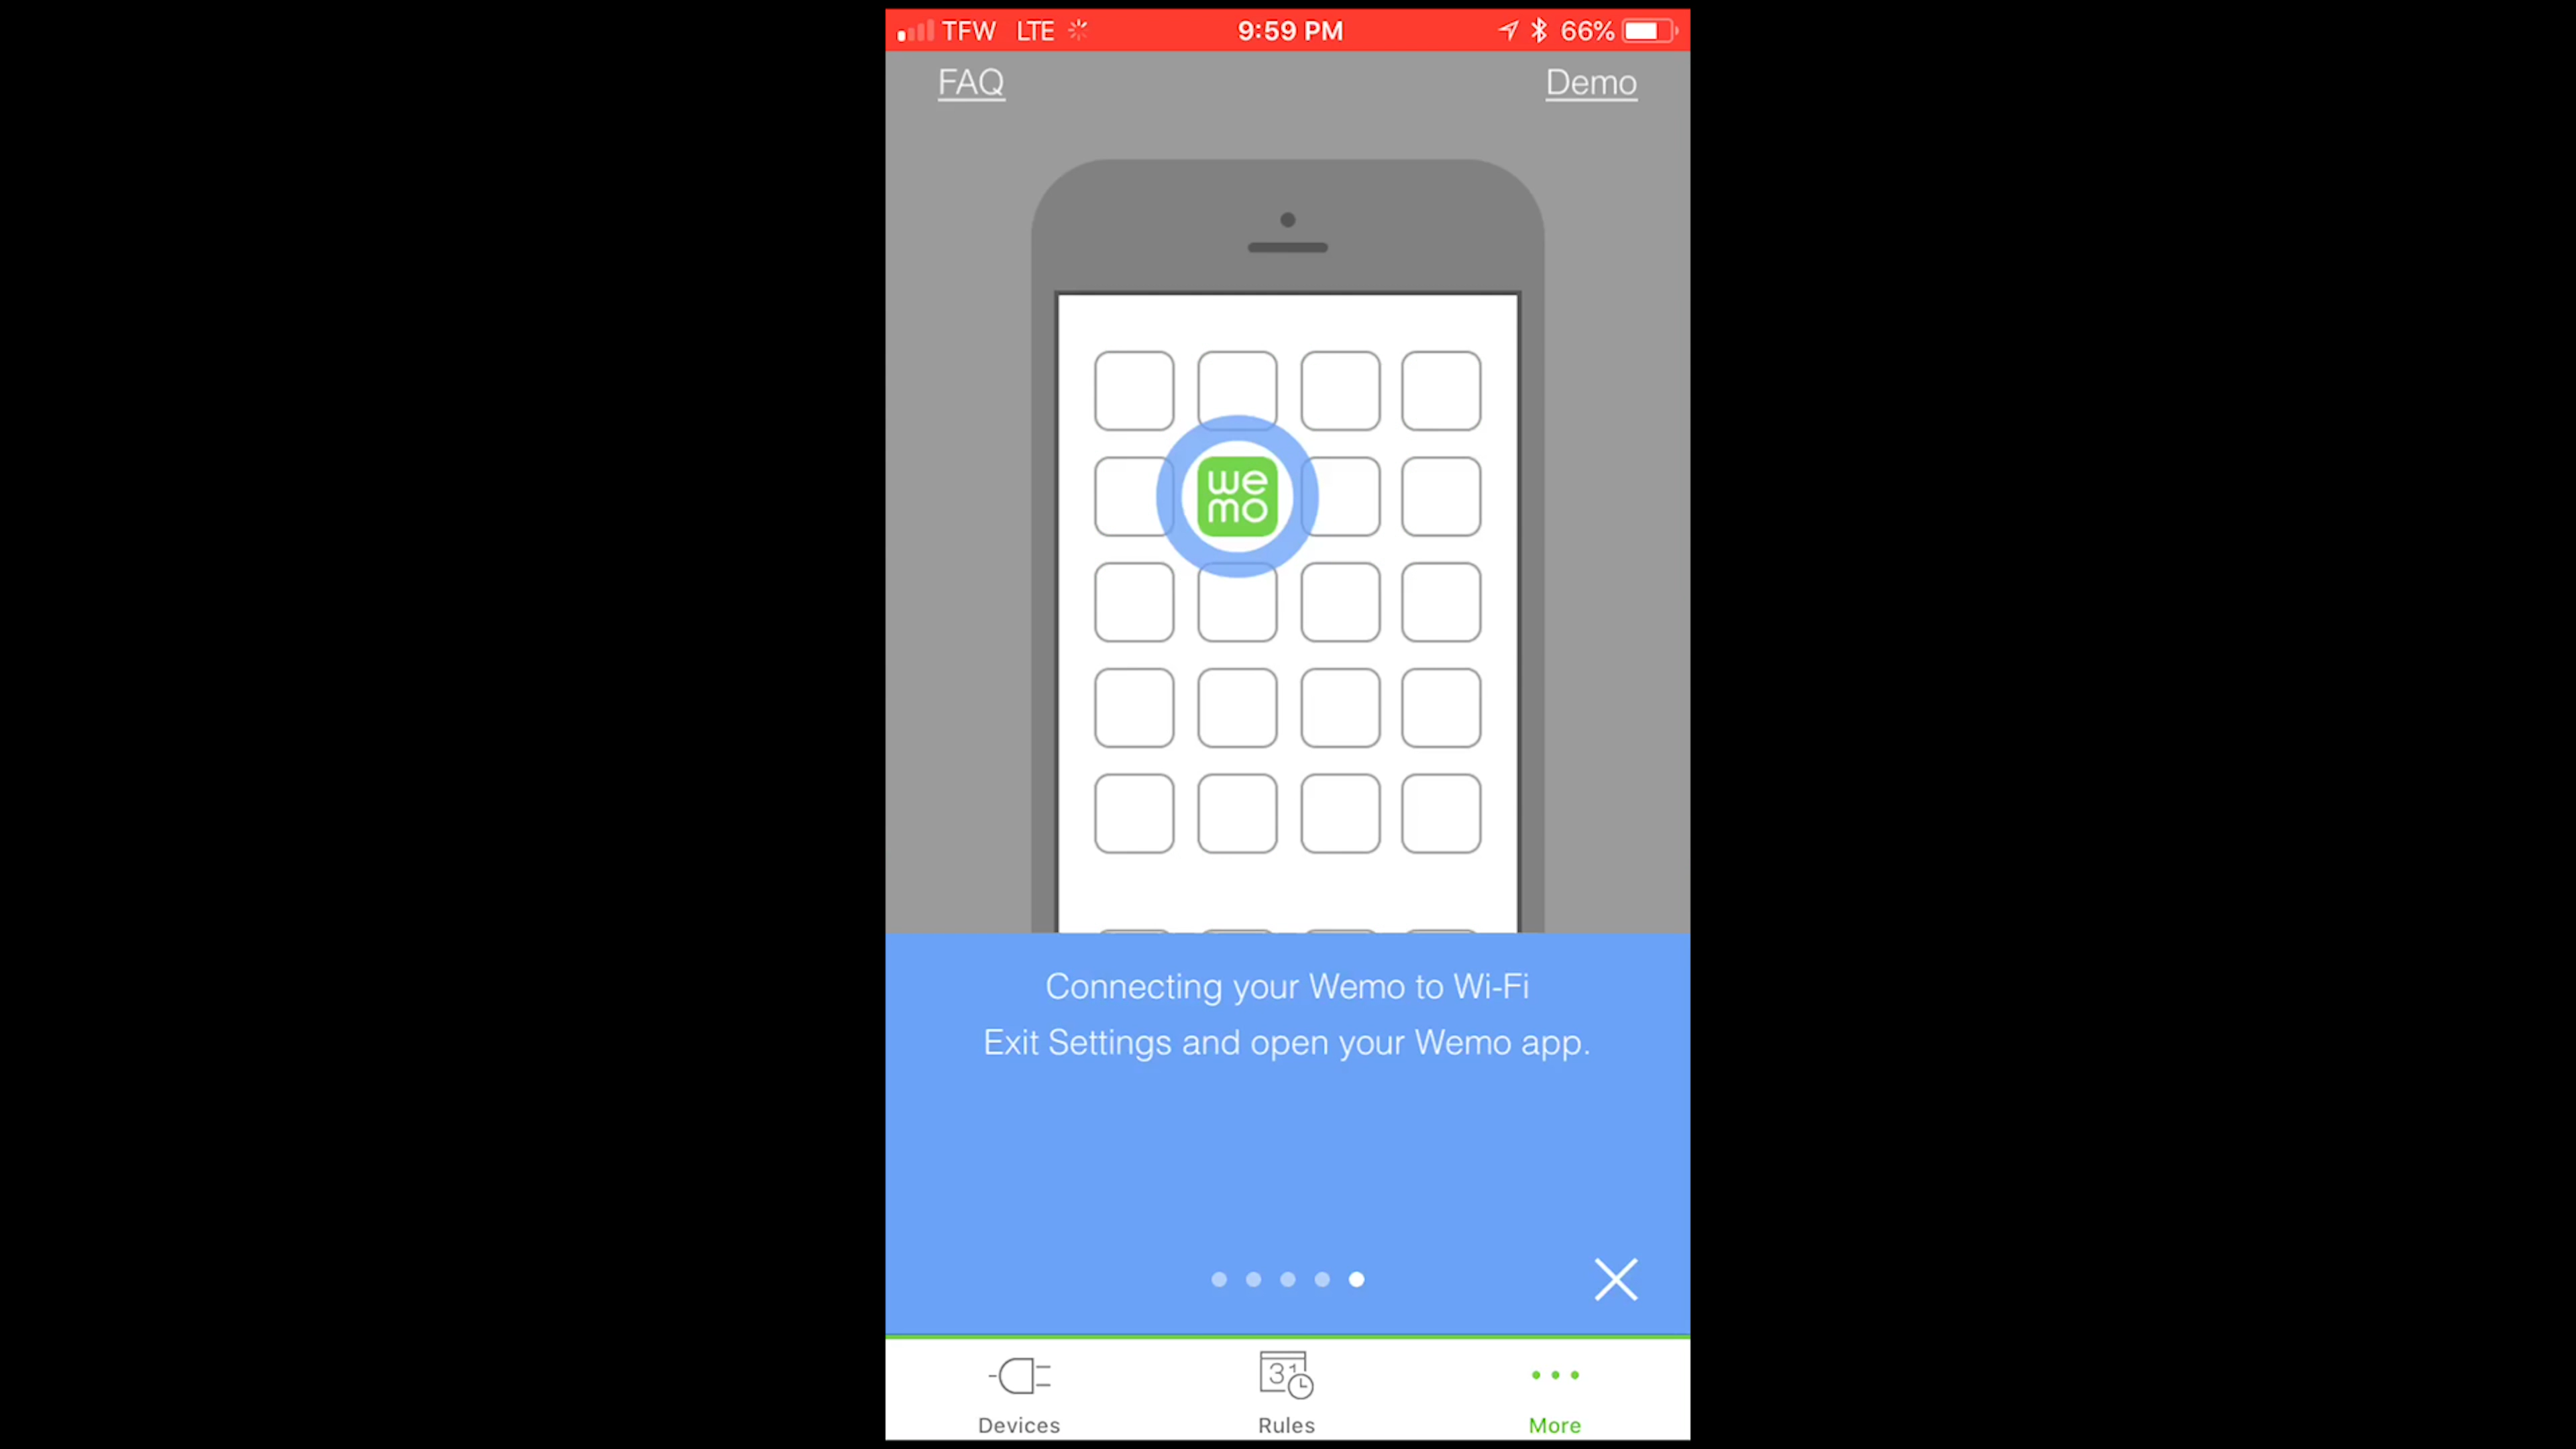 TFW LTE 9:59 PM 66%
FAQ Demo
we
mo
Connecting your Wemo to Wi-Fi
Exit Settings and open your Wemo app.
31
Devices Rules More